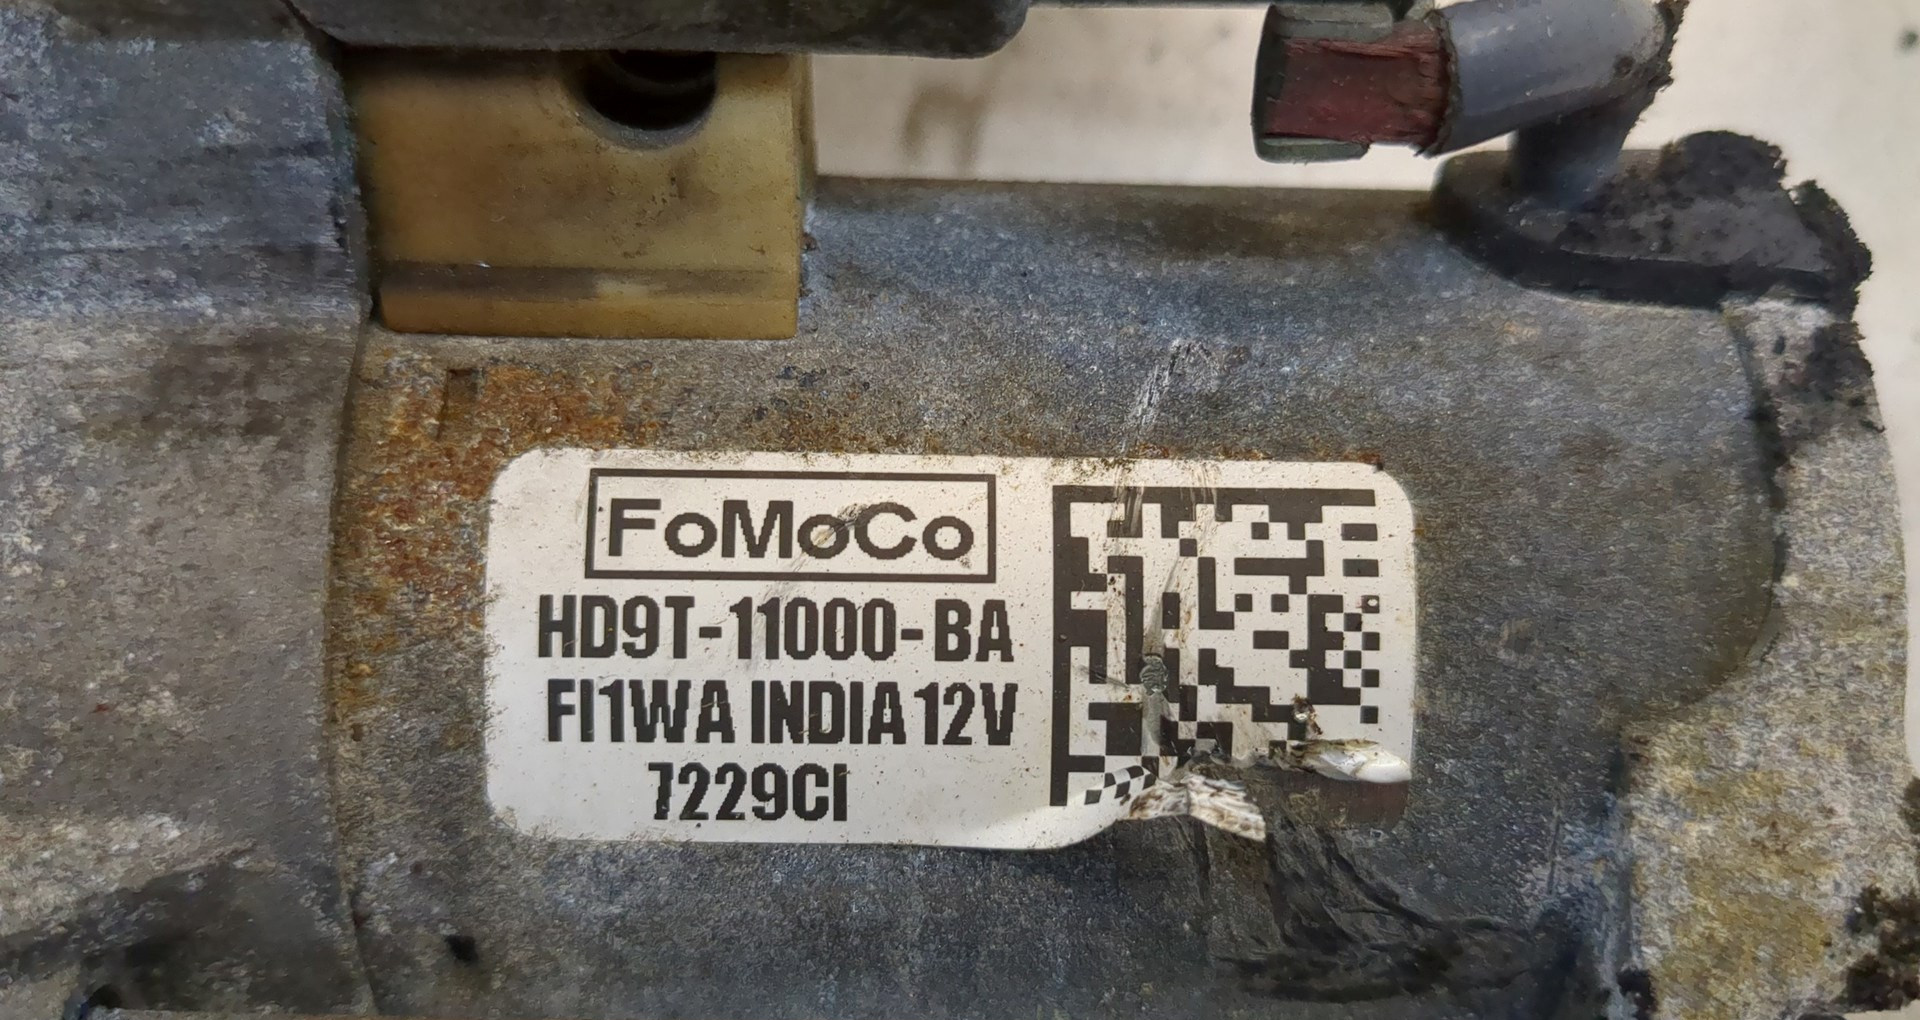 FoMoCo
HD9T-11000-BA
FI1WA INDIA 12V
7229CI